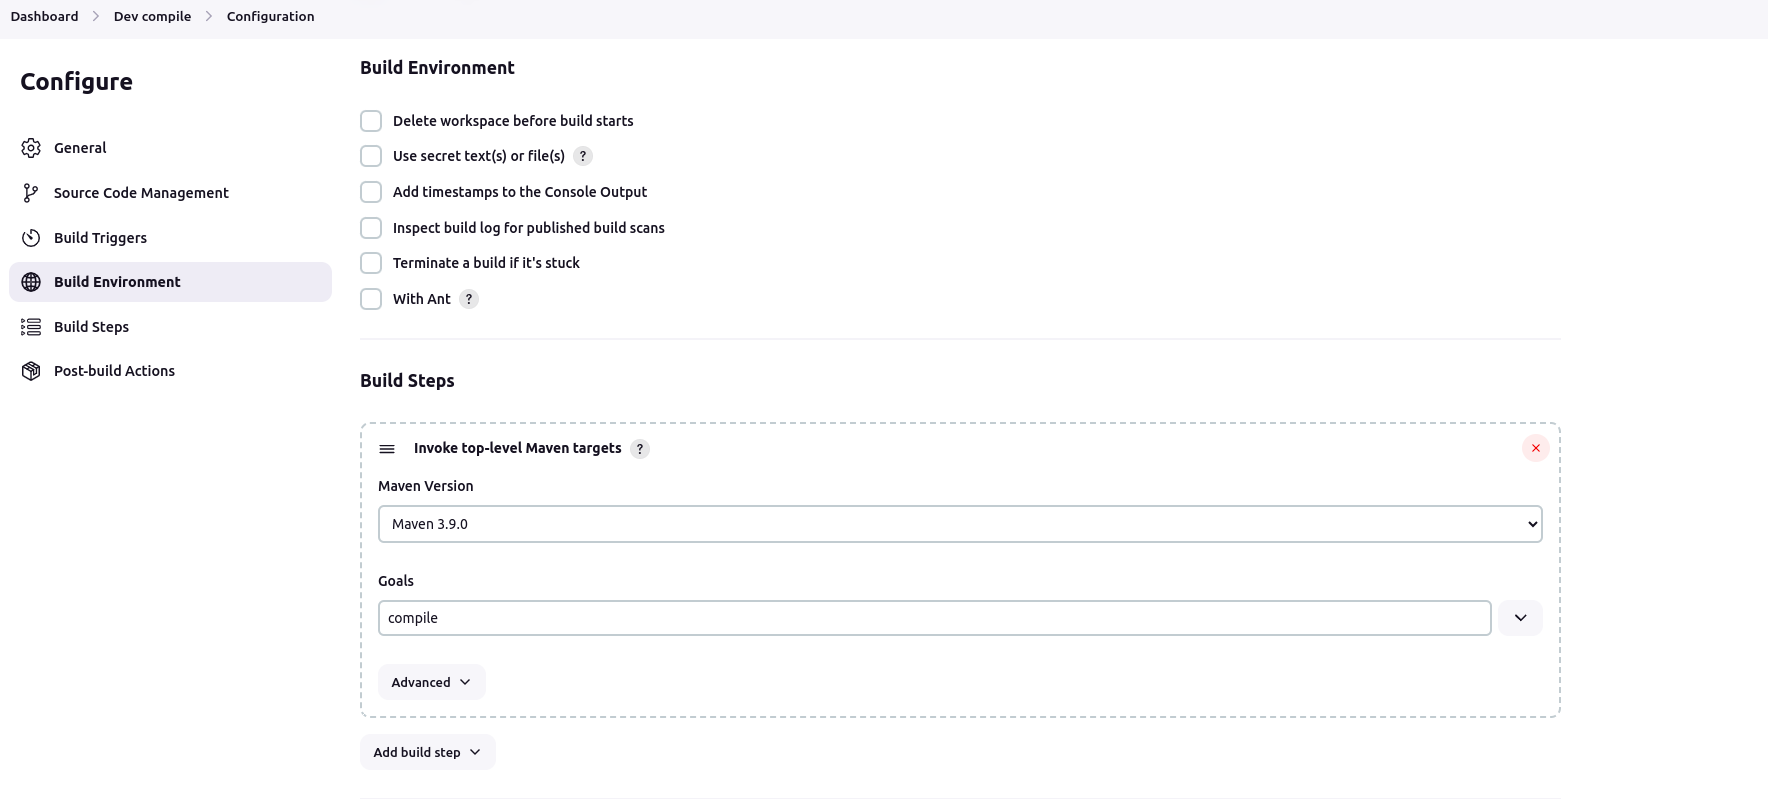 Dashboard > Dev compile > Configuration
Configure
General
Source Code Management
Build Triggers
Build Environment
Build Steps
Post-build Actions
Build Environment
Delete workspace before build starts
Use secret text(s) or file(s) ?
Add timestamps to the Console Output
Inspect build log for published build scans
Terminate a build if it's stuck
With Ant ?
Build Steps
Invoke top-level Maven targets ?
Maven Version
Maven 3.9.0
Goals
compile
Advanced
Add build step